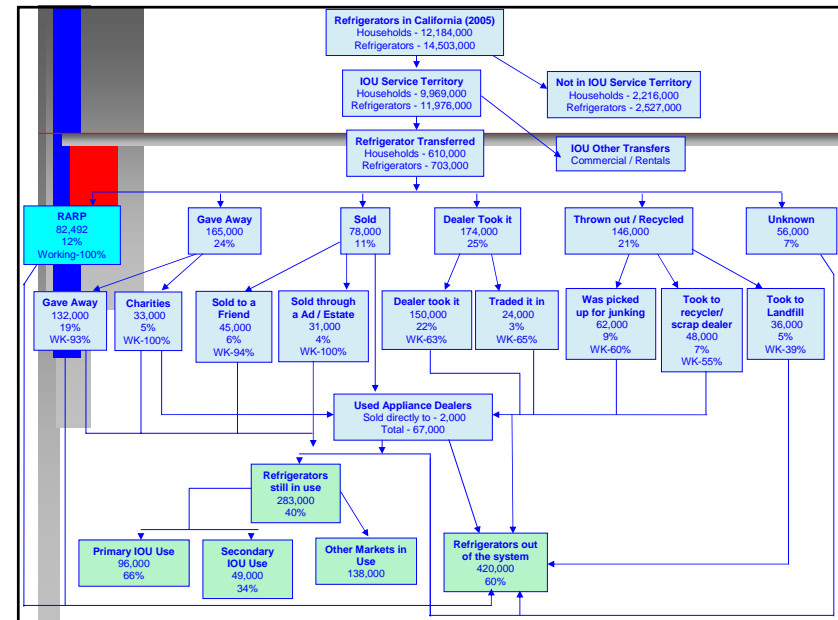 Refrigerators in California (2005)
Households - 12,184,000
Refrigerators - 14,503,000
IOU Service Territory
Households - 9,969,000
Refrigerators - 11,976,000
Not in IOU Service Territory
Households - 2,216,000
Refrigerators - 2,527,000
Refrigerator Transferred
Households - 610,000
Refrigerators - 703,000
IOU Other Transfers
Commercial / Rentals
RARP
82,492
12%
Working-100%
Gave Away
165,000
24%
Sold
78,000
11%
Dealer Took it
174,000
25%
Thrown out / Recycled
146,000
21%
Unknown
56,000
7%
Gave Away
132,000
19%
WK-93%
Charities
33,000
5%
WK-100%
Sold to a
Friend
45,000
6%
WK-94%
Sold through
a Ad / Estate
31,000
4%
WK-100%
Dealer took it
150,000
22%
WK-63%
Traded it in
24,000
3%
WK-65%
Was picked
up for junking
62,000
9%
WK-60%
Took to
recycler/
scrap dealer
48,000
7%
WK-55%
Took to
Landfill
36,000
5%
WK-39%
Used Appliance Dealers
Sold directly to - 2,000
Total - 67,000
Refrigerators
still in use
283,000
40%
Primary IOU Use
96,000
66%
Secondary
IOU Use
49,000
34%
Other Markets in
Use
138,000
Refrigerators out
of the system
420,000
60%